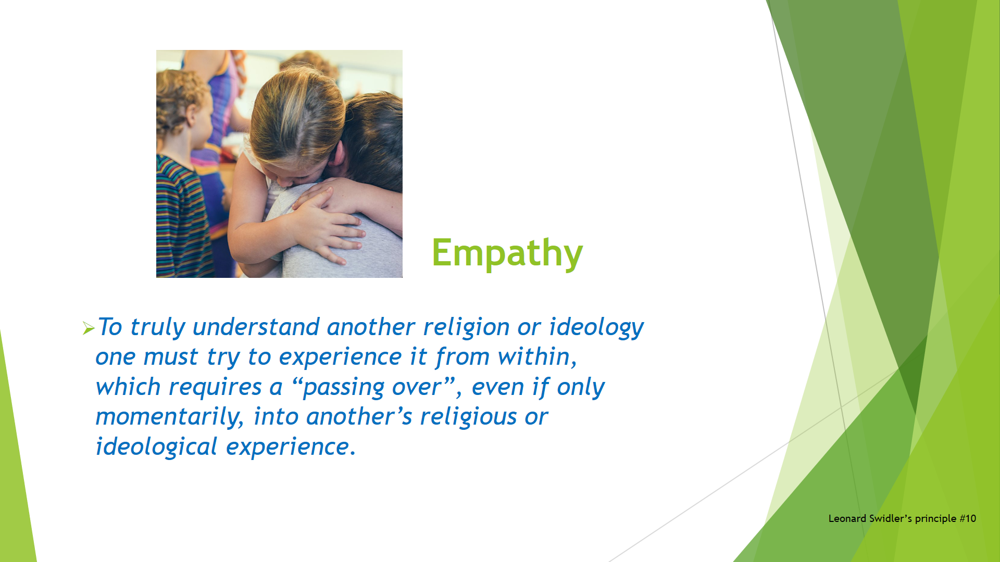 Empathy
To truly understand another religion or ideology
one must try to experience it from within,
which requires a “passing over”, even if only
momentarily, into another’s religious or
ideological experience.
Leonard Swidler’s principle #10